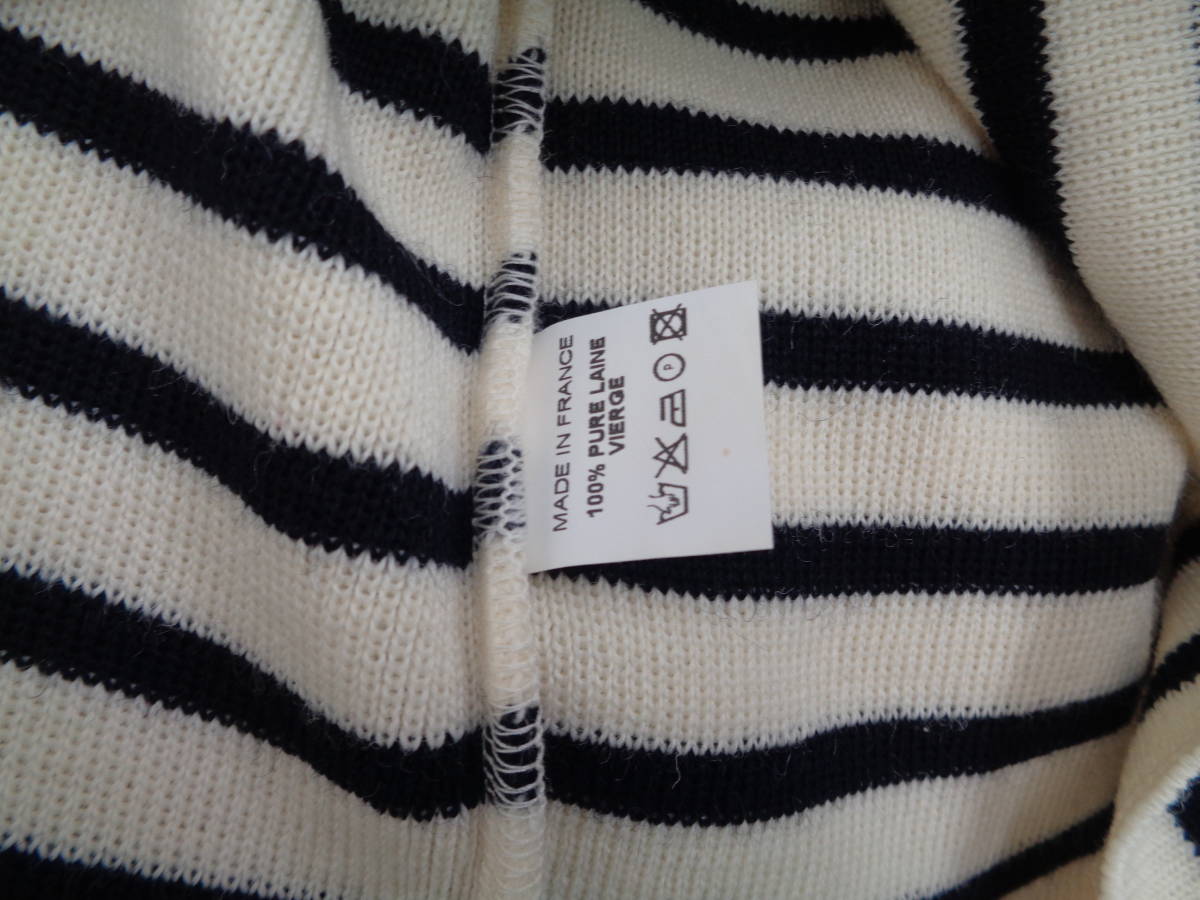 MADE IN FRANCE
100% PURE LAINE
VIERGE
P